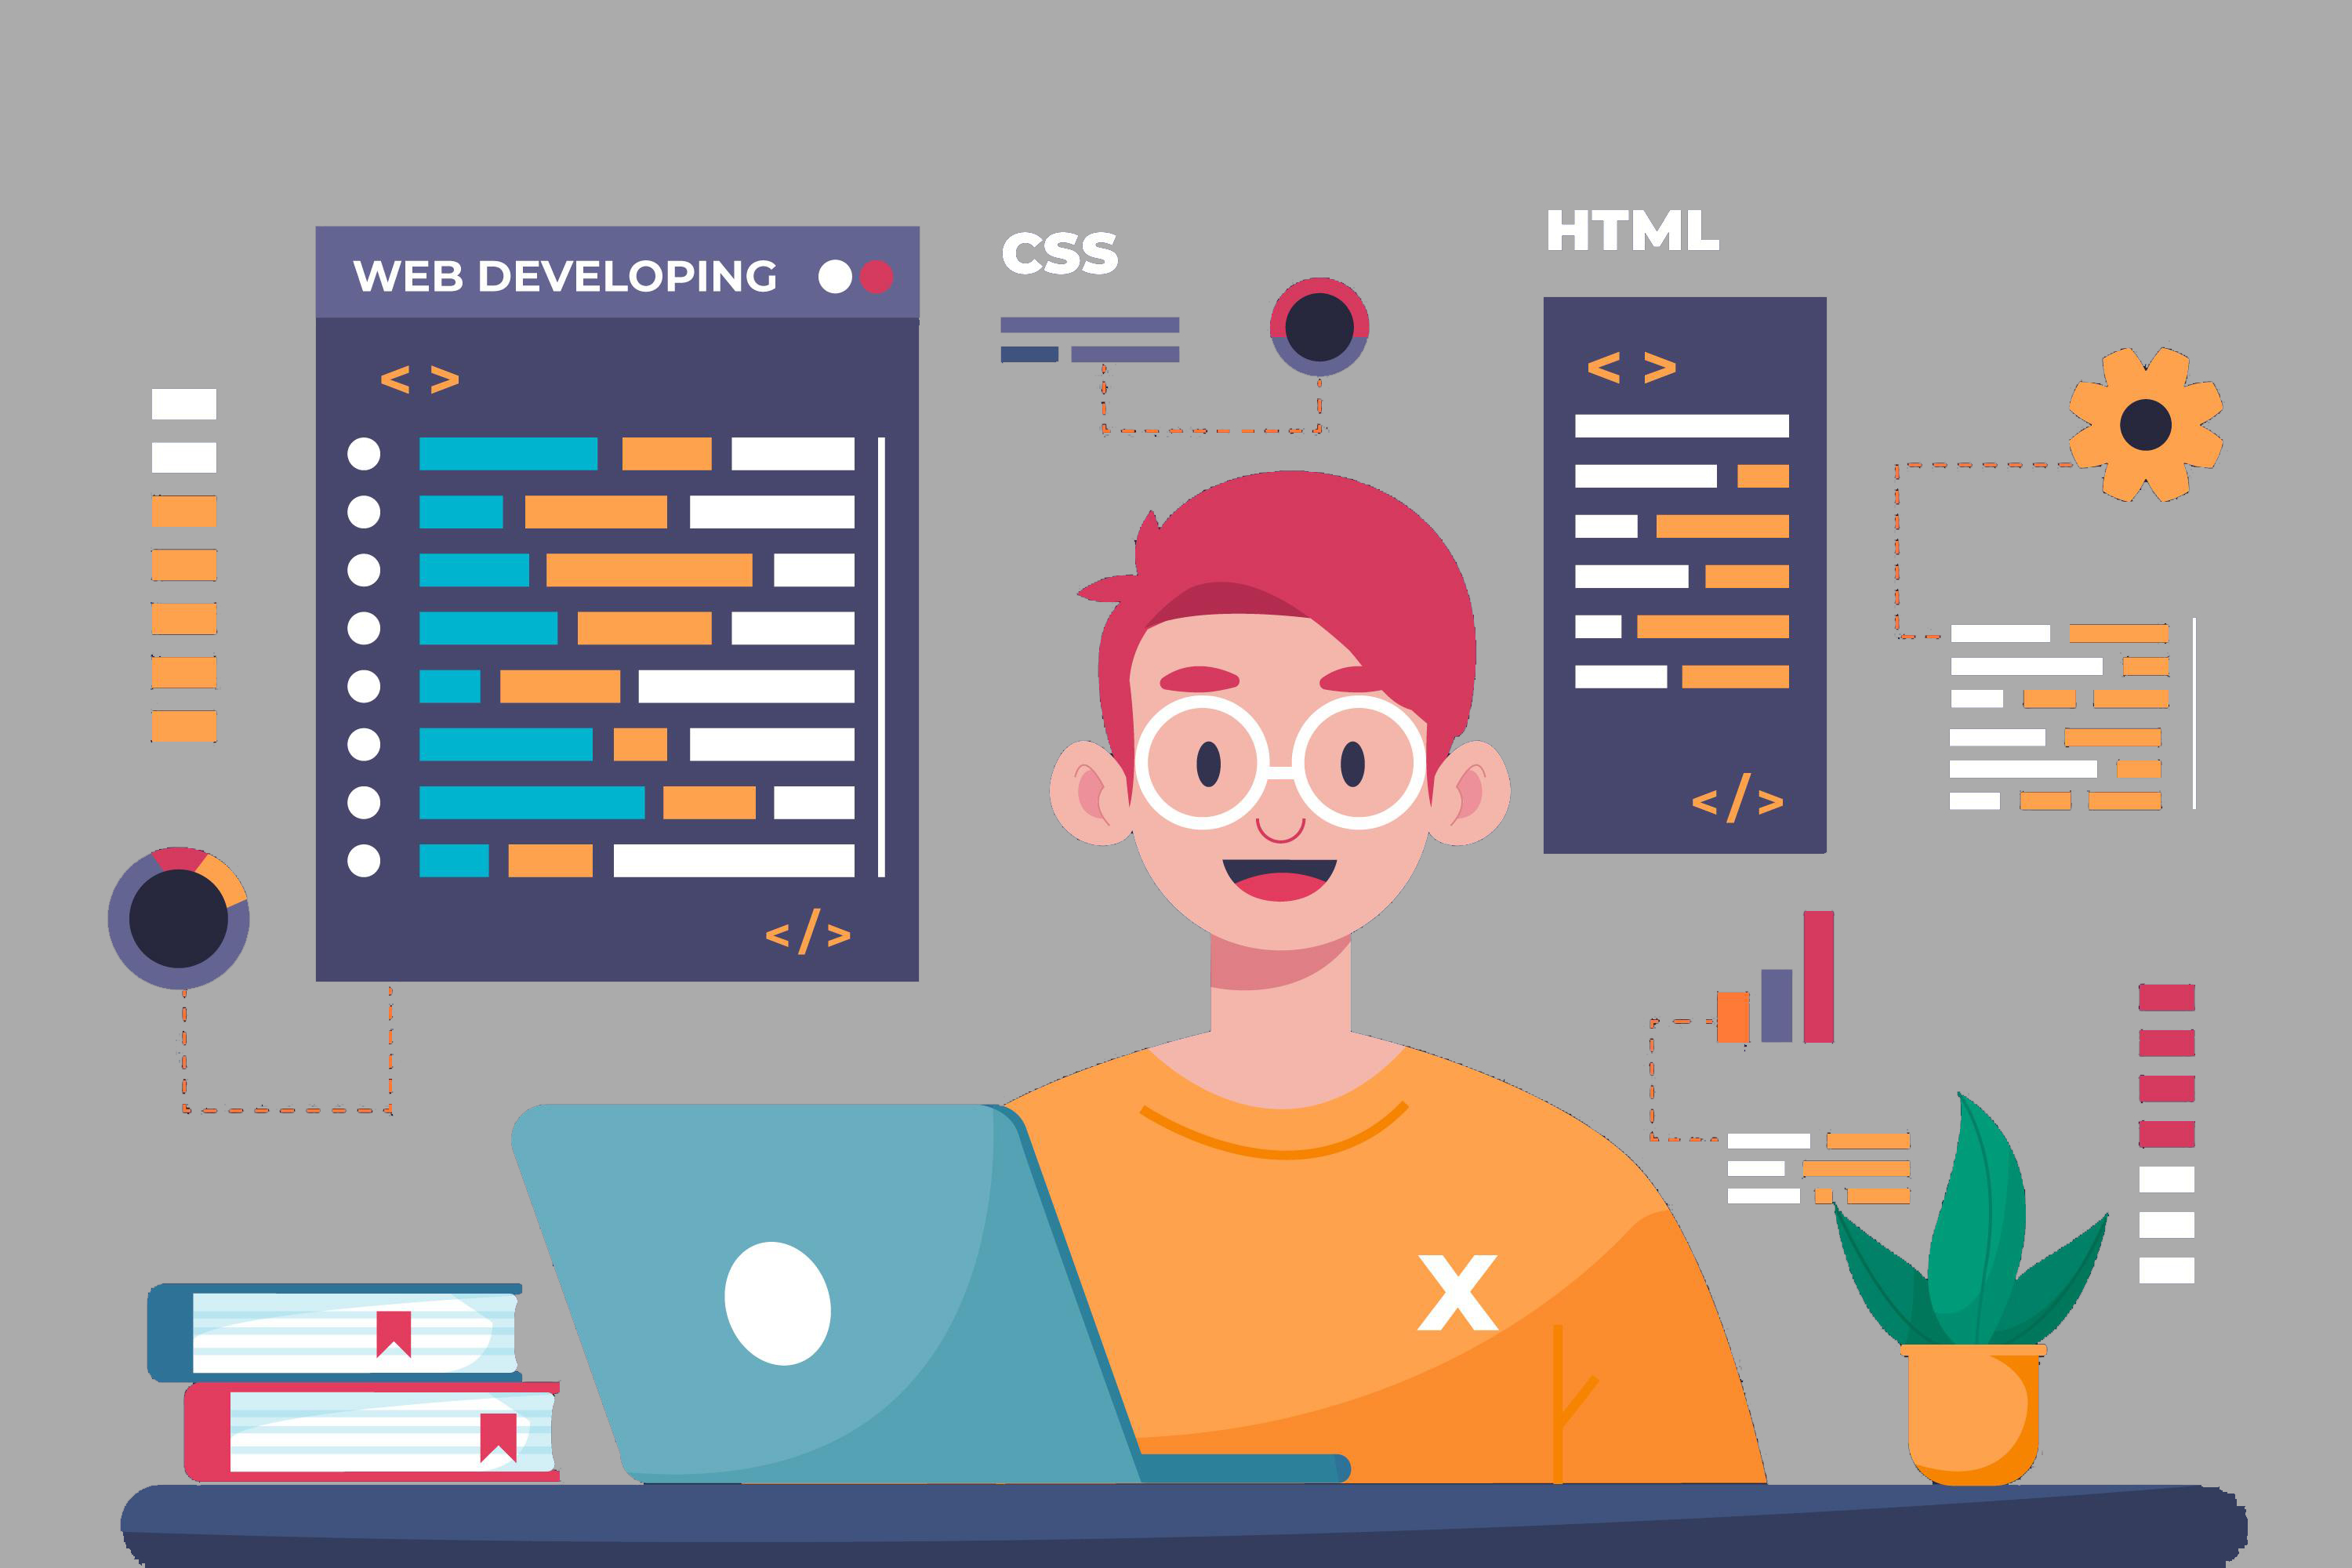 WEB DEVELOPING
CSS
HTML
< >
< >
</>
</>
X